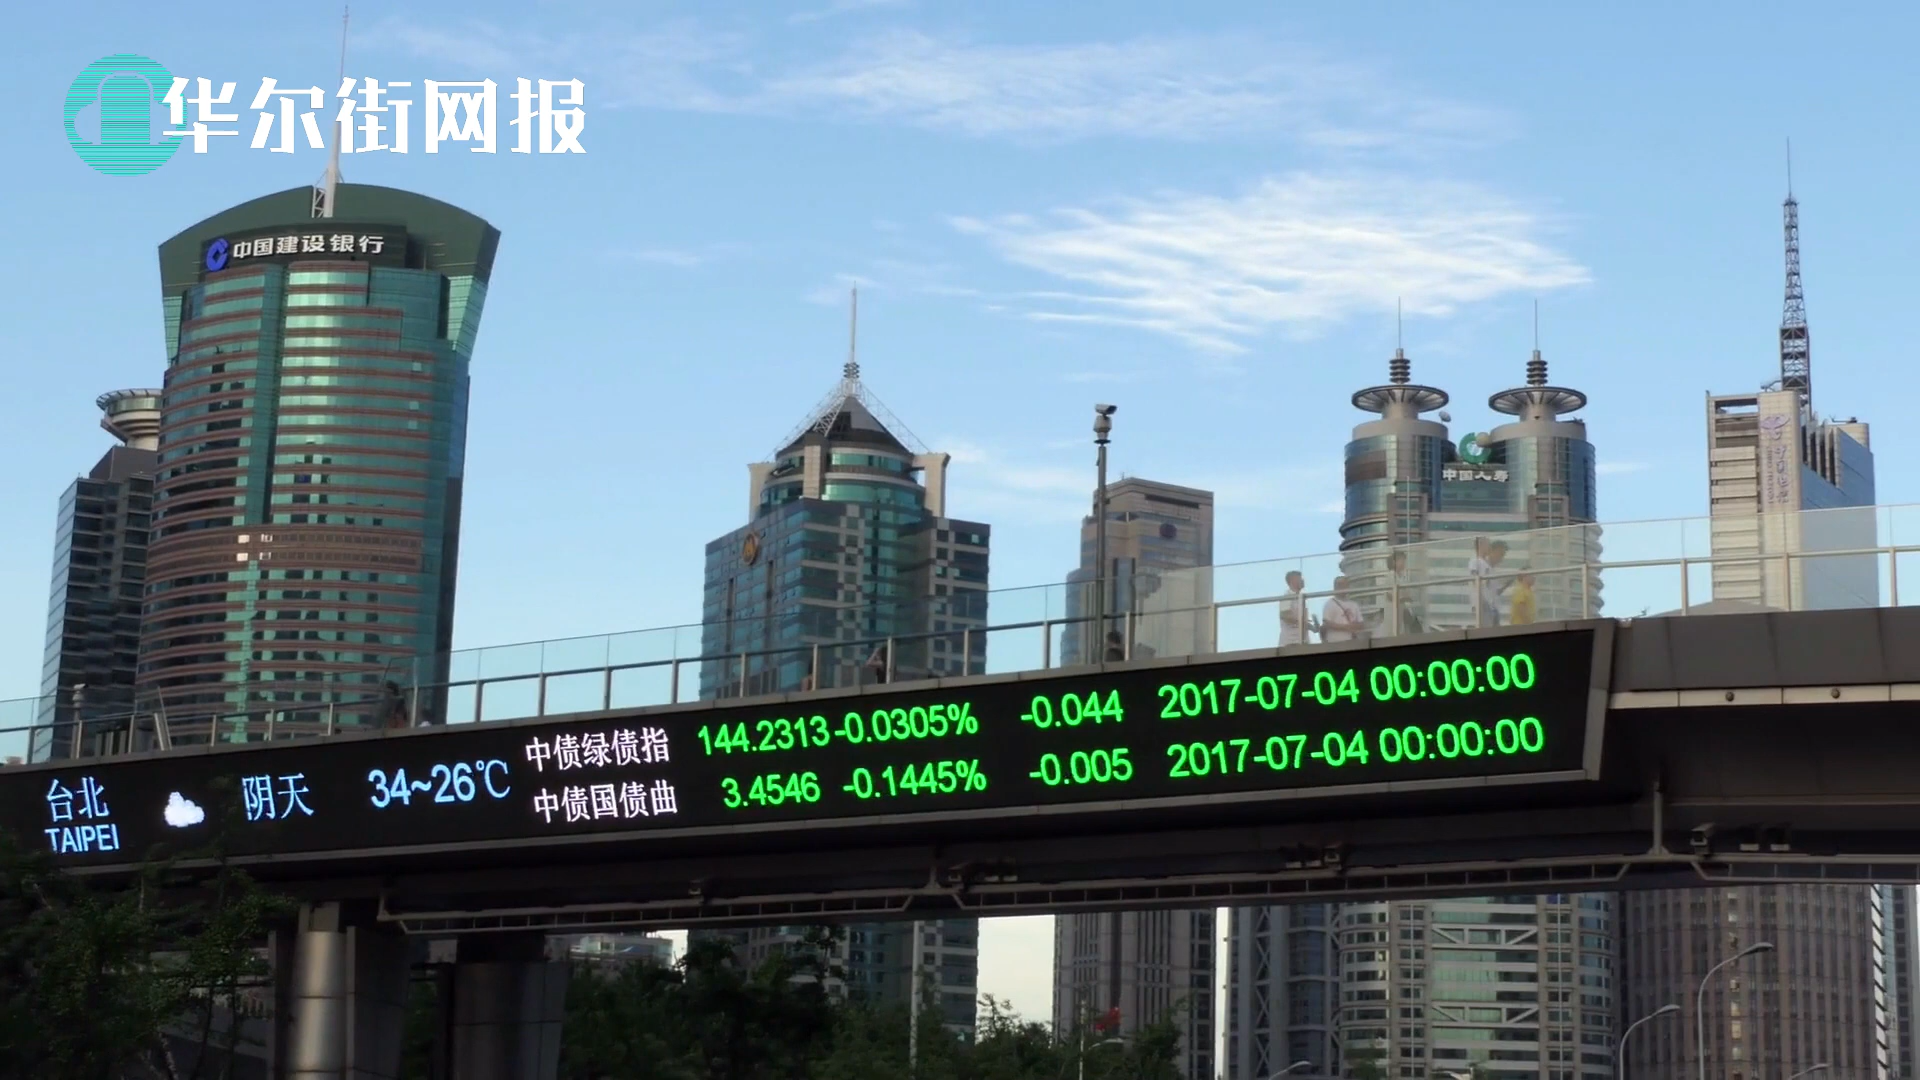 华尔街网报
中国建设银行
中国人寿
台北
TAIPEI
阴天
34~26℃
中债绿债指 144.2313 -0.0305% -0.044 2017-07-04 00:00:00
中债国债曲 3.4546 -0.1445% -0.005 2017-07-04 00:00:00